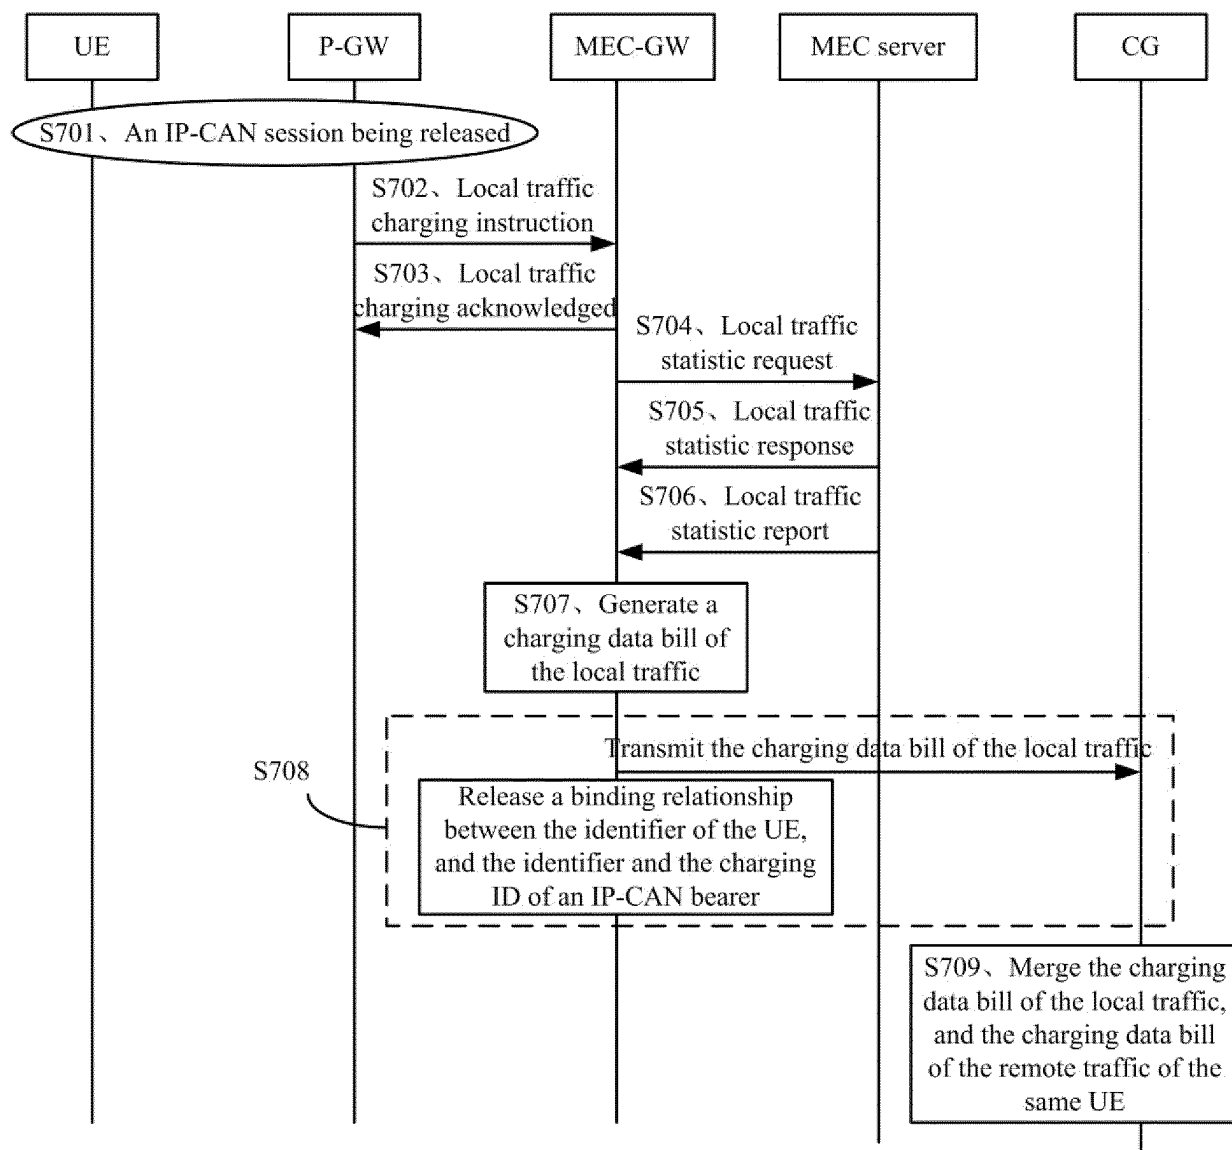 UE
P-GW
MEC-GW
MEC server
CG
S701、An IP-CAN session being released
S702、Local traffic
charging instruction
S703、Local traffic
charging acknowledged
S704、Local traffic
statistic request
S705、Local traffic
statistic response
S706、Local traffic
statistic report
S707、Generate a
charging data bill of
the local traffic
Transmit the charging data bill of the local traffic
S708
Release a binding relationship
between the identifier of the UE,
and the identifier and the charging
ID of an IP-CAN bearer
S709、Merge the charging
data bill of the local traffic,
and the charging data bill
of the remote traffic of the
same UE